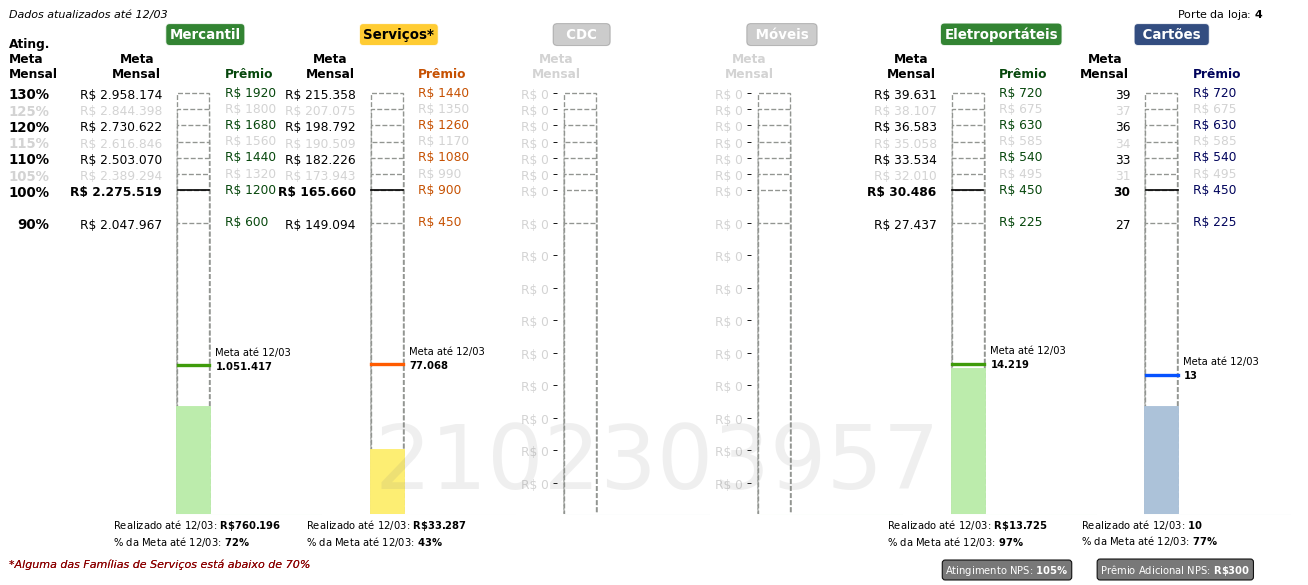 Dados atualizados até 12/03
Porte da loja: 4
Mercantil Serviços* CDC Móveis Eletroportáteis Cartões
Ating.
Meta Meta Meta Meta Meta Meta Meta
Mensal Mensal Prêmio Mensal Prêmio Mensal Mensal Mensal Prêmio Mensal Prêmio
130% R$ 2.958.174 R$ 1920 R$ 215.358 R$ 1440 R$ 0 R$ 0 R$ 39.631 R$ 720 39 R$ 720
125% R$ 2.844.398 R$ 1800 R$ 207.075 R$ 1350 R$ 0 R$ 0 R$ 38.107 R$ 675 37 R$ 675
120% R$ 2.730.622 R$ 1680 R$ 198.792 R$ 1260 R$ 0 R$ 0 R$ 36.583 R$ 630 36 R$ 630
115% R$ 2.616.846 R$ 1560 R$ 190.509 R$ 1170 R$ 0 R$ 0 R$ 35.058 R$ 585 34 R$ 585
110% R$ 2.503.070 R$ 1440 R$ 182.226 R$ 1080 R$ 0 R$ 0 R$ 33.534 R$ 540 33 R$ 540
105% R$ 2.389.294 R$ 1320 R$ 173.943 R$ 990 R$ 0 R$ 0 R$ 32.010 R$ 495 31 R$ 495
100% R$ 2.275.519 R$ 1200 R$ 165.660 R$ 900 R$ 0 R$ 0 R$ 30.486 R$ 450 30 R$ 450
90% R$ 2.047.967 R$ 600 R$ 149.094 R$ 450 R$ 0 R$ 0 R$ 27.437 R$ 225 27 R$ 225
R$ 0 R$ 0
R$ 0 R$ 0
R$ 0 R$ 0
R$ 0 R$ 0
Meta até 12/03 Meta até 12/03 Meta até 12/03 Meta até 12/03
1.051.417 77.068 14.219 13
R$ 0 R$ 0
R$ 0 R$ 0
R$ 0 R$ 0
R$ 0 R$ 0
2102303957
Realizado até 12/03: R$760.196 Realizado até 12/03: R$33.287 Realizado até 12/03: R$13.725 Realizado até 12/03: 10
% da Meta até 12/03: 72% % da Meta até 12/03: 43% % da Meta até 12/03: 97% % da Meta até 12/03: 77%
*Alguma das Famílias de Serviços está abaixo de 70%
Atingimento NPS: 105% Prêmio Adicional NPS: R$300